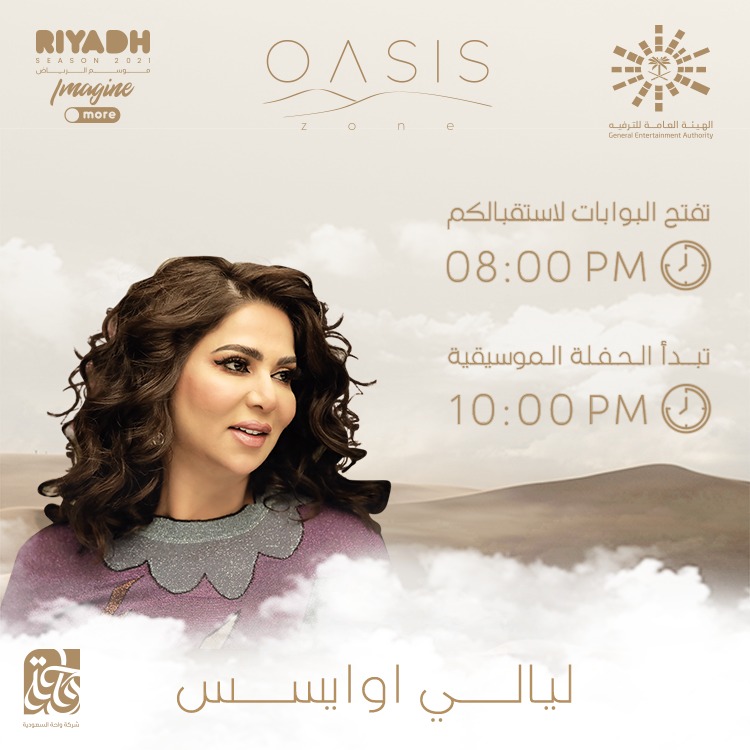 RIYADH
SEASON 2021
موسم الرياض
Imagine
more
OASIS
zone
الهيئة العامة للترفيه
General Entertainment Authority
تفتح البوابات لاستقبالكم
08:00 PM
تبدأ الحفلة الموسيقية
10:00 PM
ليالي اوايسس
شركة واحة السعودية